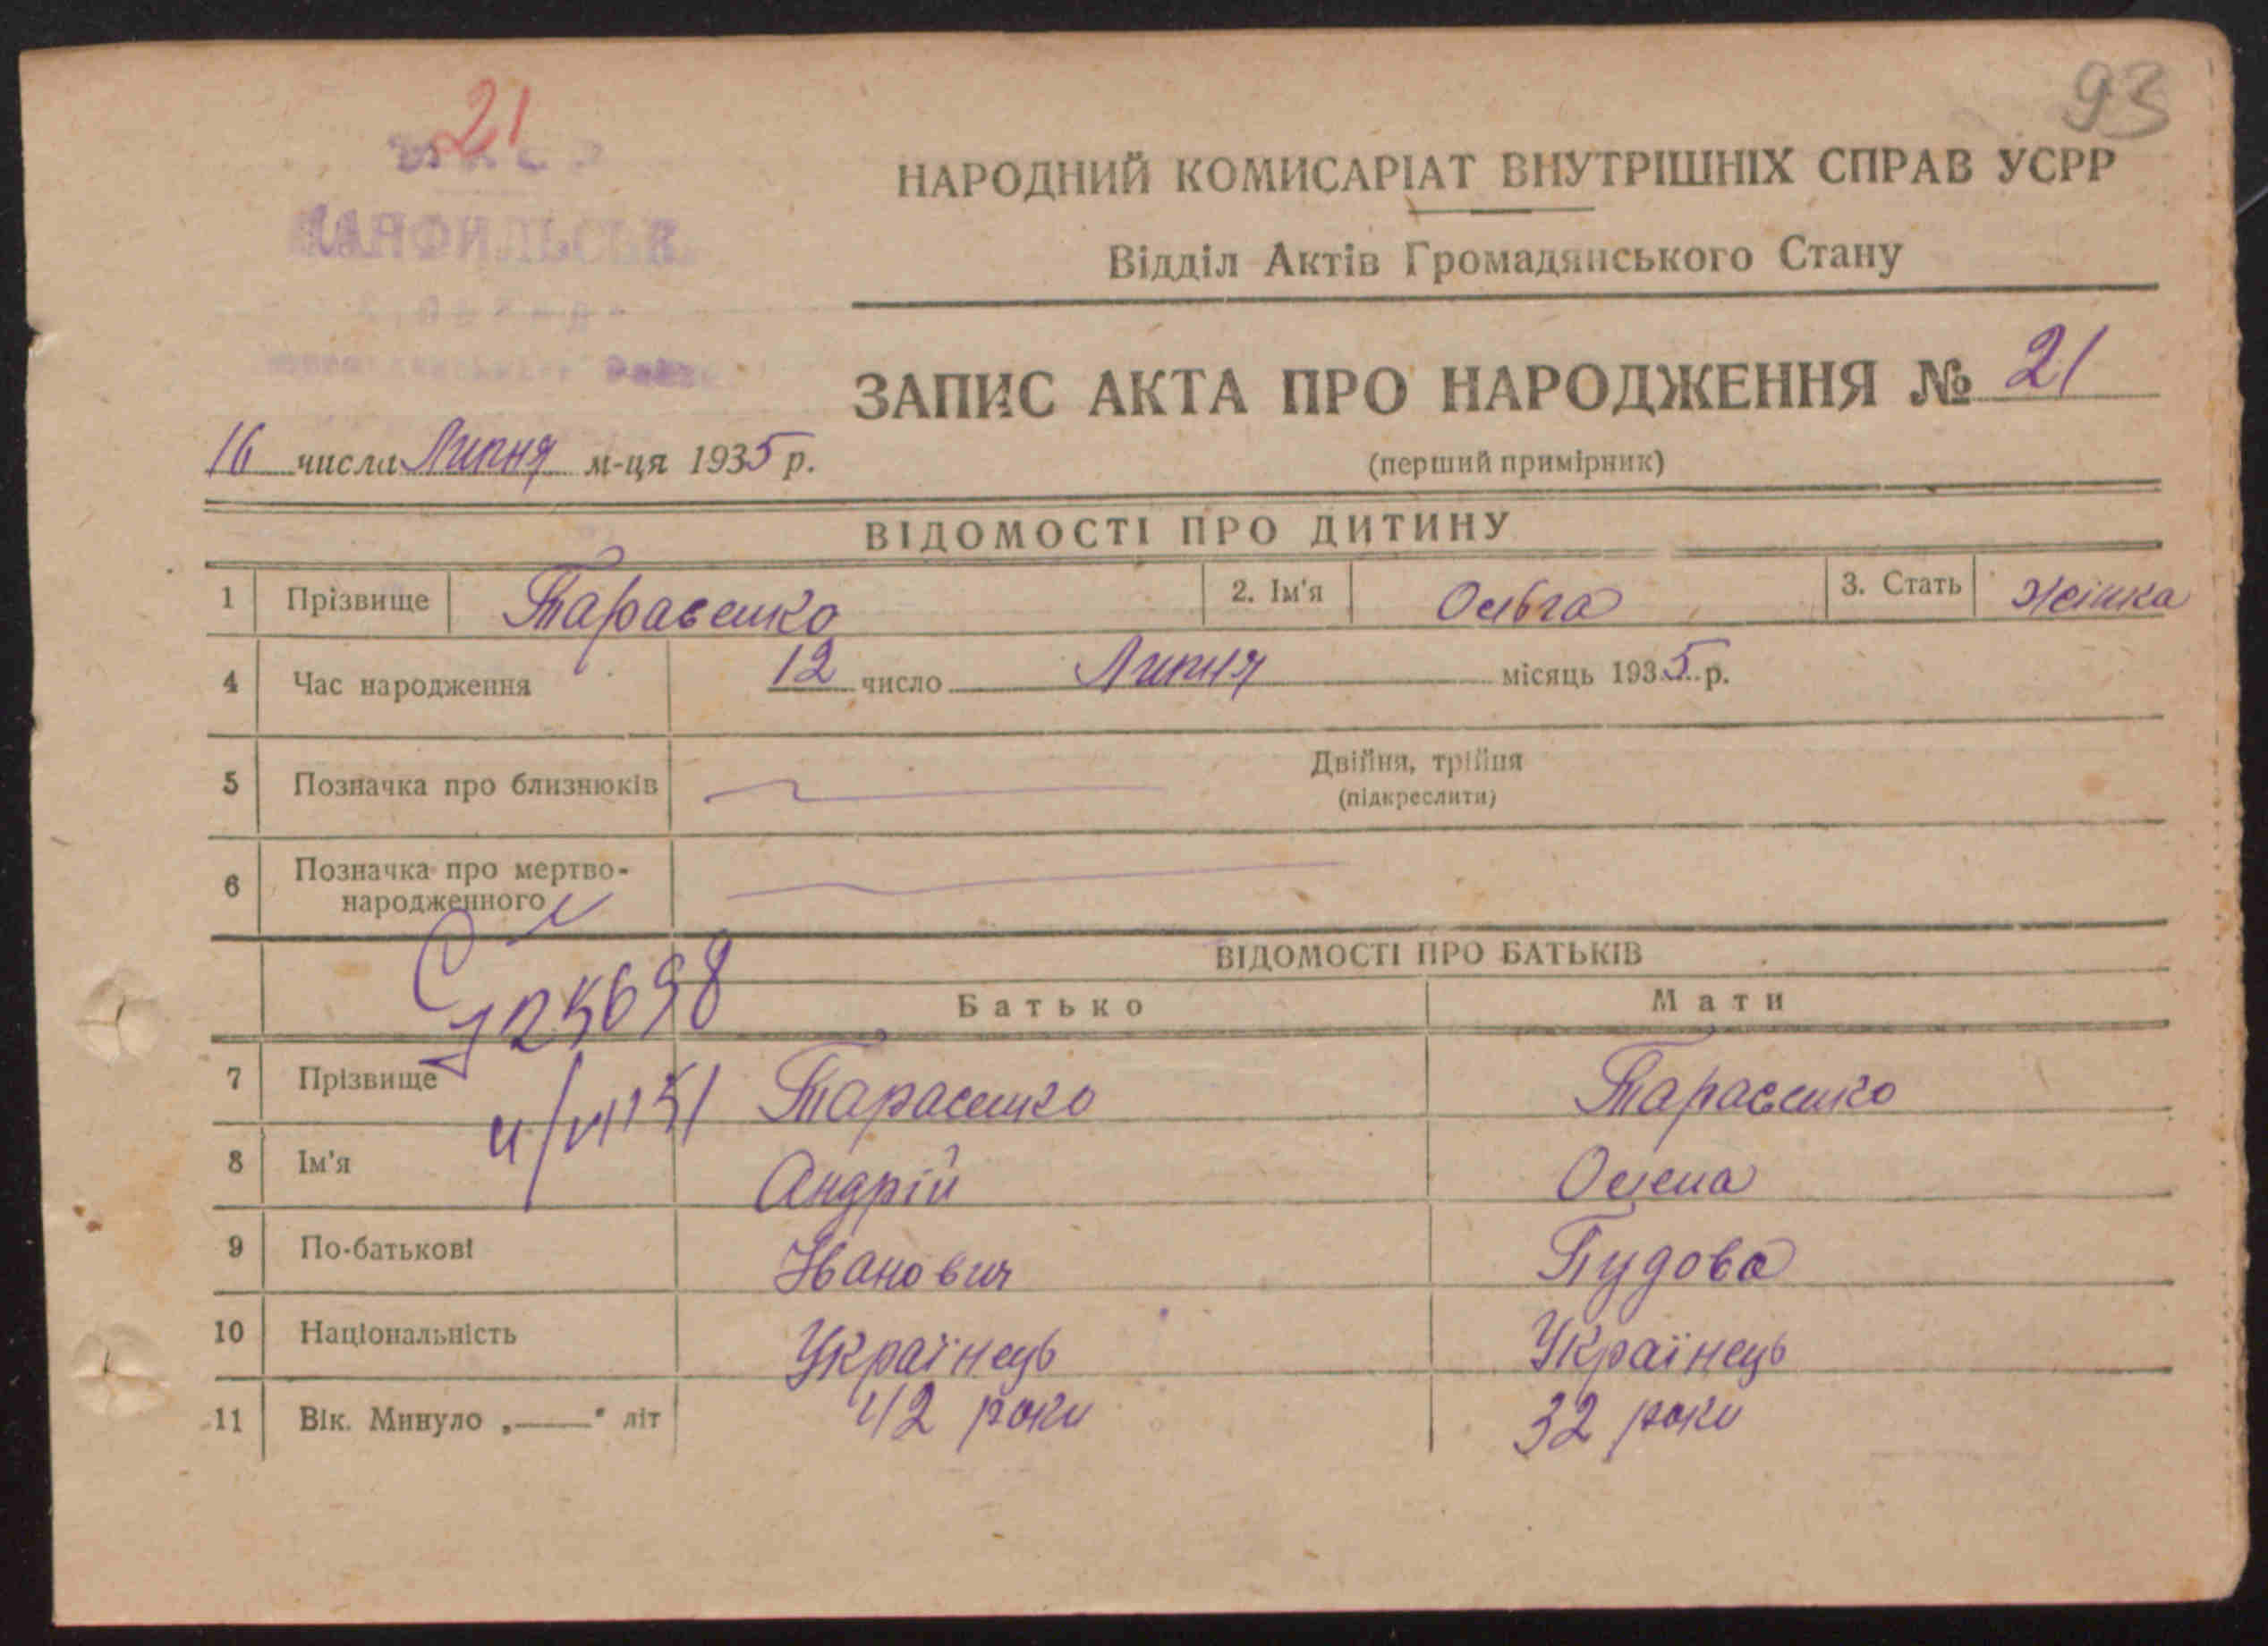 21
93
НАРОДНИЙ КОМИСАРІАТ ВНУТРІШНІХ СПРАВ УСРР
Відділ Актів Громадянського Стану
ЗАПИС АКТА ПРО НАРОДЖЕННЯ № 21
(перший примірник)
16 числа Липня м-ця 1935 р.
ВІДОМОСТІ ПРО ДИТИНУ
1 Прізвище Тарасенко 2. Ім'я Ольга 3. Стать Жінка
4 Час народження 12 число Липня місяць 1935 р.
5 Позначка про близнюків Двійня, трійня
(підкреслити)
6 Позначка про мертво-
народженного
ВІДОМОСТІ ПРО БАТЬКІВ
Батько Мати
7 Прізвище Тарасенко Тарасенко
8 Ім'я Андрій Олена
9 По-батькові Іванович Пудова
10 Національність Українець Українець
11 Вік. Минуло „—" літ 42 роки 32 роки